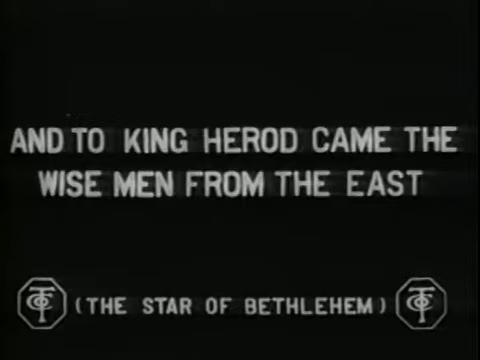 AND TO KING HEROD CAME THE
WISE MEN FROM THE EAST
(THE STAR OF BETHLEHEM)